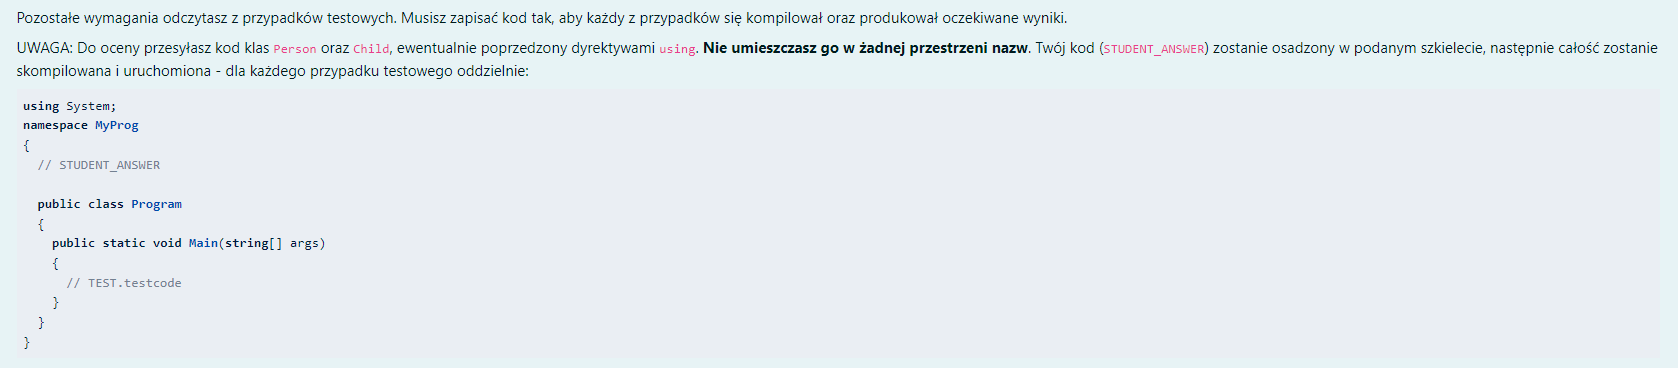 Pozostałe wymagania odczytasz z przypadków testowych. Musisz zapisać kod tak, aby każdy z przypadków się kompilował oraz produkował oczekiwane wyniki.
UWAGA: Do oceny przesyłasz kod klas Person oraz Child, ewentualnie poprzedzony dyrektywami using. Nie umieszczasz go w żadnej przestrzeni nazw. Twój kod (STUDENT_ANSWER) zostanie osadzony w podanym szkielecie, następnie całość zostanie
skompilowana i uruchomiona - dla każdego przypadku testowego oddzielnie:
using System;
namespace MyProg
{
  // STUDENT_ANSWER
  public class Program
  {
    public static void Main(string[] args)
    {
      // TEST.testcode
    }
  }
}